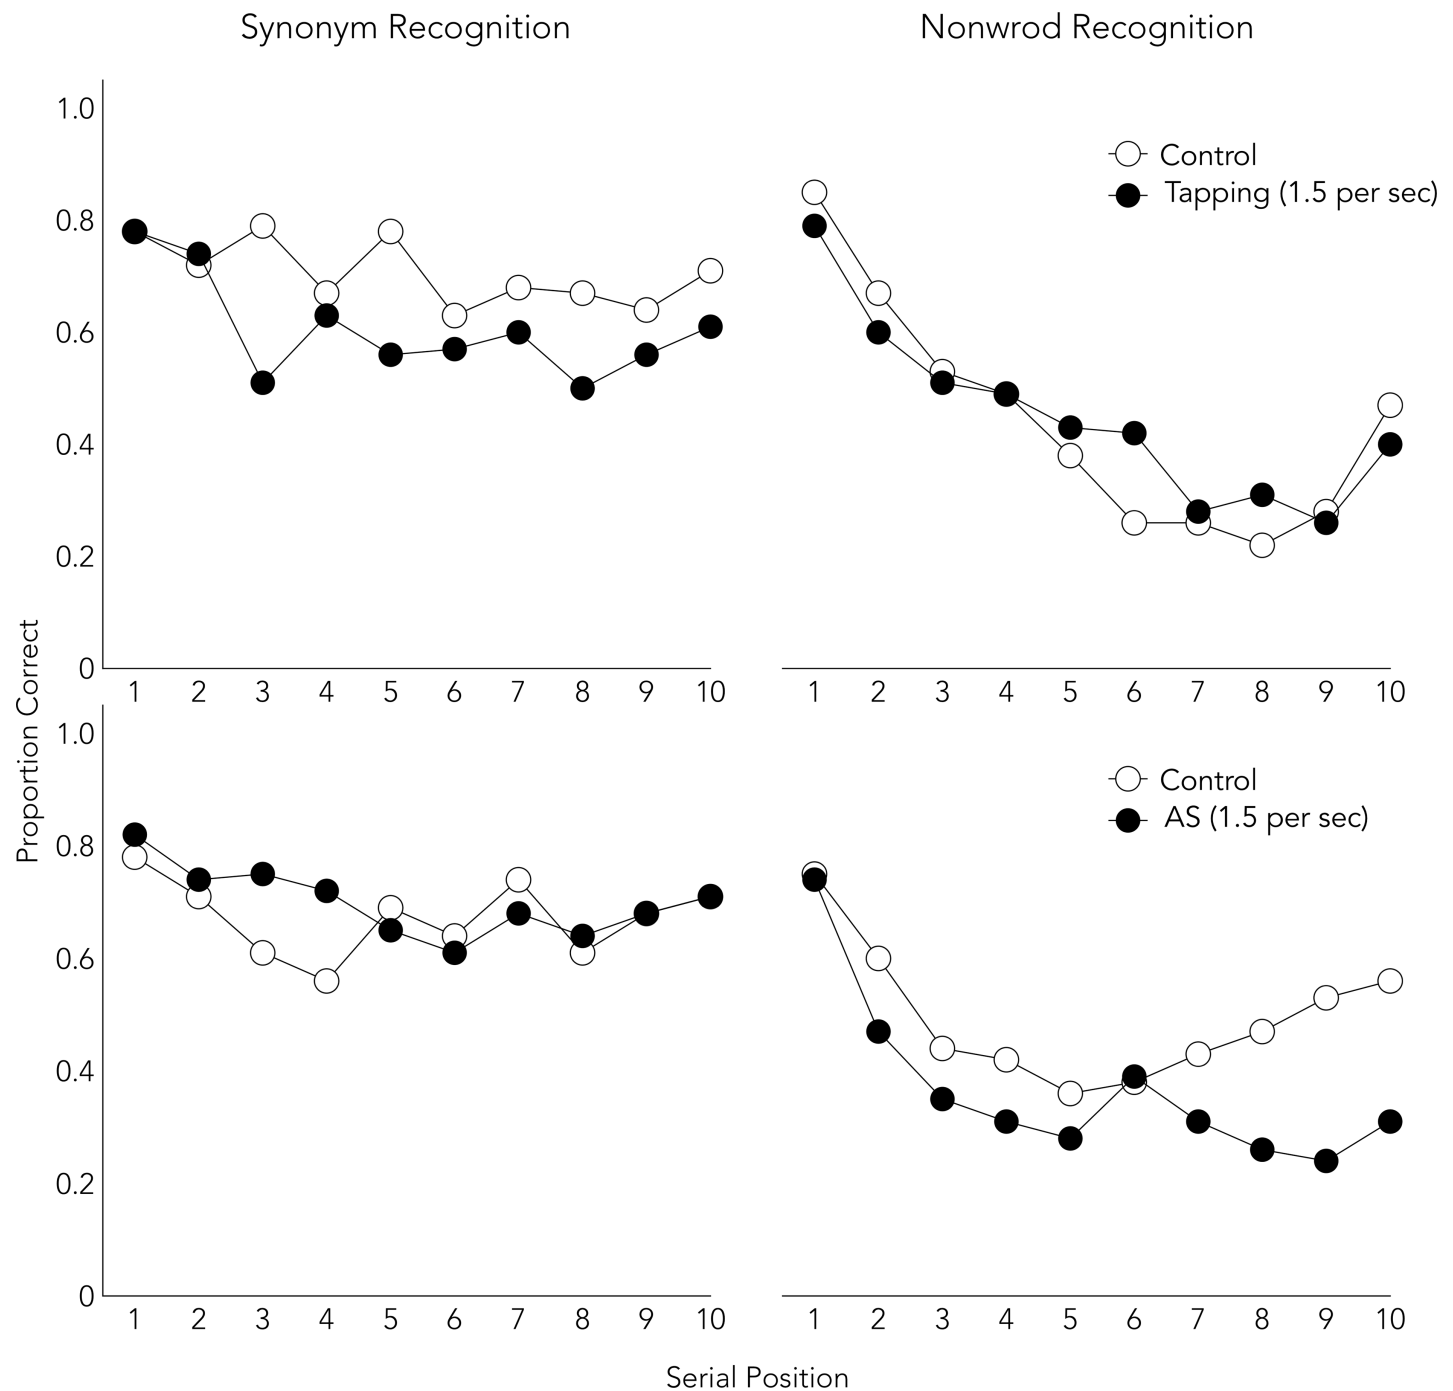 Synonym Recognition
Nonwrod Recognition
1.0
0.8
0.6
0.4
0.2
0
Control
Tapping (1.5 per sec)
1 2 3 4 5 6 7 8 9 10
1 2 3 4 5 6 7 8 9 10
Proportion Correct
1.0
0.8
0.6
0.4
0.2
0
Control
AS (1.5 per sec)
1 2 3 4 5 6 7 8 9 10
1 2 3 4 5 6 7 8 9 10
Serial Position